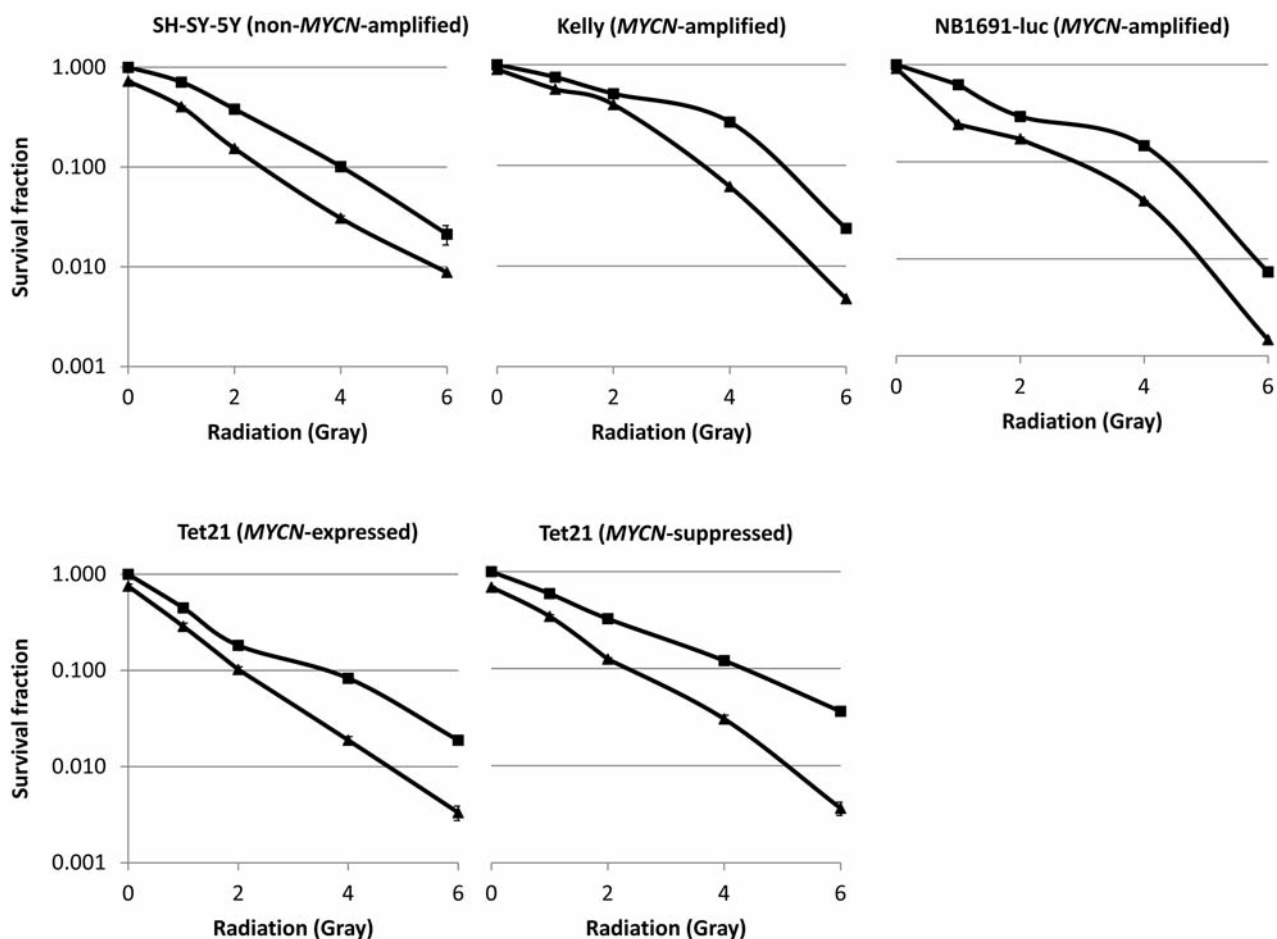 SH-SY-5Y (non-MYCN-amplified)
Kelly (MYCN-amplified)
NB1691-luc (MYCN-amplified)
Survival fraction
1.000
0.100
0.010
0.001
0 2 4 6
0 2 4 6
0 2 4 6
Radiation (Gray)
Radiation (Gray)
Radiation (Gray)
Tet21 (MYCN-expressed)
Tet21 (MYCN-suppressed)
Survival fraction
1.000
0.100
0.010
0.001
0 2 4 6
0 2 4 6
Radiation (Gray)
Radiation (Gray)